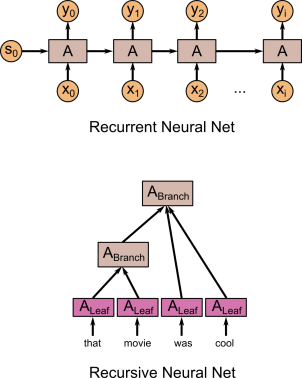 y0 y1 y2 yi
s0 A A A A
x0 x1 x2 ... xi
Recurrent Neural Net
ABranch
ABranch
ALeaf ALeaf ALeaf ALeaf
that movie was cool
Recursive Neural Net